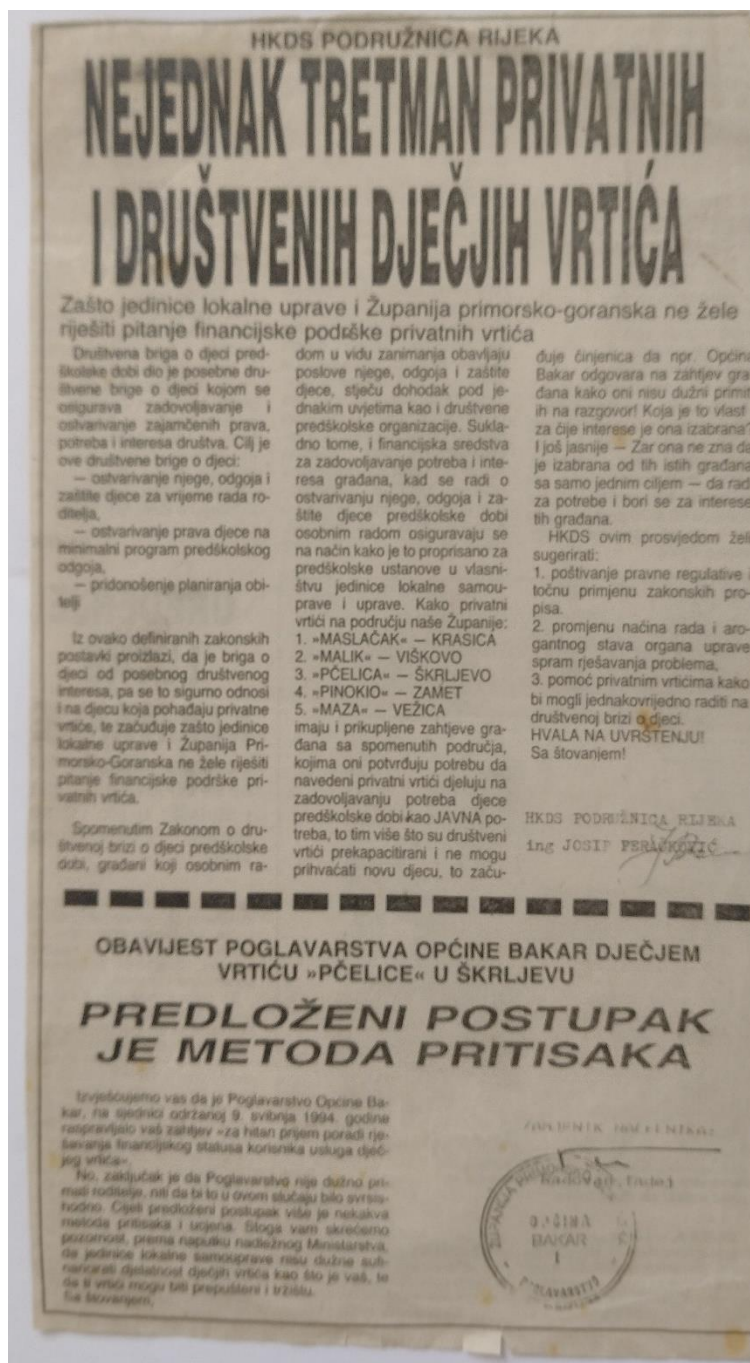 HKDS PODRUŽNICA RIJEKA
NEJEDNAK TRETMAN PRIVATNIH
I DRUŠTVENIH DJEČJIH VRTIĆA
Zašto jedinice lokalne uprave i Županija primorsko-goranska ne žele
riješiti pitanje financijske podrške privatnih vrtića
Društvena briga o djeci pred-
školske dobi dio je posebne dru-
štvene brige o djeci kojom se
osigurava zadovoljavanje i
ostvarivanje zajamčenih prava,
potreba i interesa društva. Cilj je
ove društvene brige o djeci:
— ostvarivanje njege, odgoja i
zaštite djece za vrijeme rada ro-
ditelja,
— ostvarivanje prava djece na
minimalni program predškolskog
odgoja,
— pridonošenje planiranja obi-
telji
Iz ovako definiranih zakonskih
postavki proizlazi, da je briga o
djeci od posebnog društvenog
interesa, pa se to sigurno odnosi
i na djecu koja pohađaju privatne
vrtiće, te začuđuje zašto jedinice
lokalne uprave i Županija Pri-
morsko-Goranska ne žele riješiti
pitanje financijske podrške pri-
vatnih vrtića.
Spomenutim Zakonom o dru-
štvenoj brizi o djeci predškolske
dobi, građani koji osobnim ra-
dom u vidu zanimanja obavljaju
poslove njege, odgoja i zaštite
djece, stječu dohodak pod jed-
nakim uvjetima kao i društvene
predškolske organizacije. Sukla-
dno tome, i financijska sredstva
za zadovoljavanje potreba i inte-
resa građana, kad se radi o
ostvarivanju njege, odgoja i za-
štite djece predškolske dobi
osobnim radom osiguravaju se
na način kako je to propisano za
predškolske ustanove u vlasni-
štvu jedinice lokalne samou-
prave i uprave. Kako privatni
vrtići na području naše Županije:
1. »MASLAČAK« — KRASICA
2. »MALIK« — VIŠKOVO
3. »PČELICA« — ŠKRLJEVO
4. »PINOKIO« — ZAMET
5. »MAZA« — VEŽICA
imaju i prikupljene zahtjeve gra-
đana sa spomenutih područja,
kojima oni potvrđuju potrebu da
navedeni privatni vrtići djeluju na
zadovoljavanju potreba djece
predškolske dobi kao JAVNA po-
treba, to tim više što su društveni
vrtići prekapacitirani i ne mogu
prihvaćati novu djecu, to začu-
đuje činjenica da npr. Općina
Bakar odgovara na zahtjev gra-
đana kako oni nisu dužni primit
ih na razgovor! Koja je to vlast
za čije interese je ona izabrana?
I još jasnije — Zar ona ne zna da
je izabrana od tih istih građana
sa samo jednim ciljem — da rad
za potrebe i bori se za interese
tih građana.
HKDS ovim prosvjedom želi
sugerirati:
1. poštivanje pravne regulative i
točnu primjenu zakonskih pro-
pisa.
2. promjenu načina rada i aro-
gantnog stava organa uprave
spram rješavanja problema,
3. pomoć privatnim vrtićima kako
bi mogli jednakovrijedno raditi na
društvenoj brizi o djeci.
HVALA NA UVRŠTENJU!
Sa štovanjem!
HKDS PODRUŽNICA RIJEKA
ing JOSIP PERAČKOVIĆ
OBAVIJEST POGLAVARSTVA OPĆINE BAKAR DJEČJEM
VRTIĆU »PČELICE« U ŠKRLJEVU
PREDLOŽENI POSTUPAK
JE METODA PRITISAKA
Izvješćujemo vas da je Poglavarstvo Općine Ba-
kar, na sjednici održanoj 9. svibnja 1994. godine
raspravljalo vaš zahtjev »za hitan prijem poradi rje-
šavanja financijskog statusa korisnika usluga dječ-
jeg vrtića«.
No, zaključak je da Poglavarstvo nije dužno pri-
mati roditelje, niti da bi to u ovom slučaju bilo svrsis-
hodno. Cijeli predloženi postupak više je nekakva
metoda pritisaka i ucjena. Stoga vam skrećemo
pozornost, prema naputku nadležnog Ministarstva,
da jedinice lokalne samouprave nisu dužne subi-
nancirati djelatnost dječjih vrtića kao što je vaš, te
da ti vrtići mogu biti prepušteni i tržištu.
Sa štovanjem,
ZAMJENIK NAČELNIKA:
OPĆINA
BAKAR
1
POGLAVARSTVO